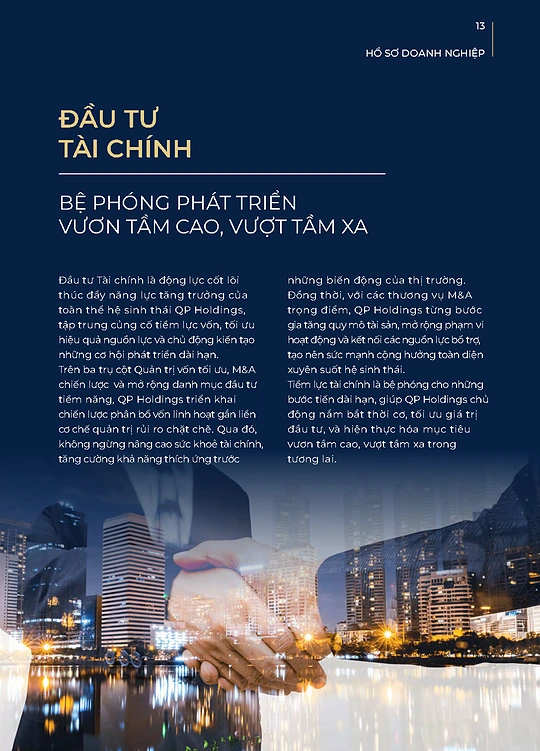 13
HỒ SƠ DOANH NGHIỆP
ĐẦU TƯ
TÀI CHÍNH
BỆ PHÓNG PHÁT TRIỂN
VƯƠN TẦM CAO, VƯỢT TẦM XA
Đầu tư Tài chính là động lực cốt lõi
thúc đẩy năng lực tăng trưởng của
toàn thể hệ sinh thái QP Holdings,
tập trung củng cố tiềm lực vốn, tối ưu
hiệu quả nguồn lực và chủ động kiến tạo
những cơ hội phát triển dài hạn.
Trên ba trụ cột Quản trị vốn tối ưu, M&A
chiến lược và mở rộng danh mục đầu tư
tiềm năng, QP Holdings triển khai
chiến lược phân bổ vốn linh hoạt gắn liền
cơ chế quản trị rủi ro chặt chẽ. Qua đó,
không ngừng nâng cao sức khoẻ tài chính,
tăng cường khả năng thích ứng trước
những biến động của thị trường.
Đồng thời, với các thương vụ M&A
trọng điểm, QP Holdings từng bước
gia tăng quy mô tài sản, mở rộng phạm vi
hoạt động và kết nối các nguồn lực bổ trợ,
tạo nên sức mạnh cộng hưởng toàn diện
xuyên suốt hệ sinh thái.
Tiềm lực tài chính là bệ phóng cho những
bước tiến dài hạn, giúp QP Holdings chủ
động nắm bắt thời cơ, tối ưu giá trị
đầu tư, và hiện thực hóa mục tiêu
vươn tầm cao, vượt tầm xa trong
tương lai.